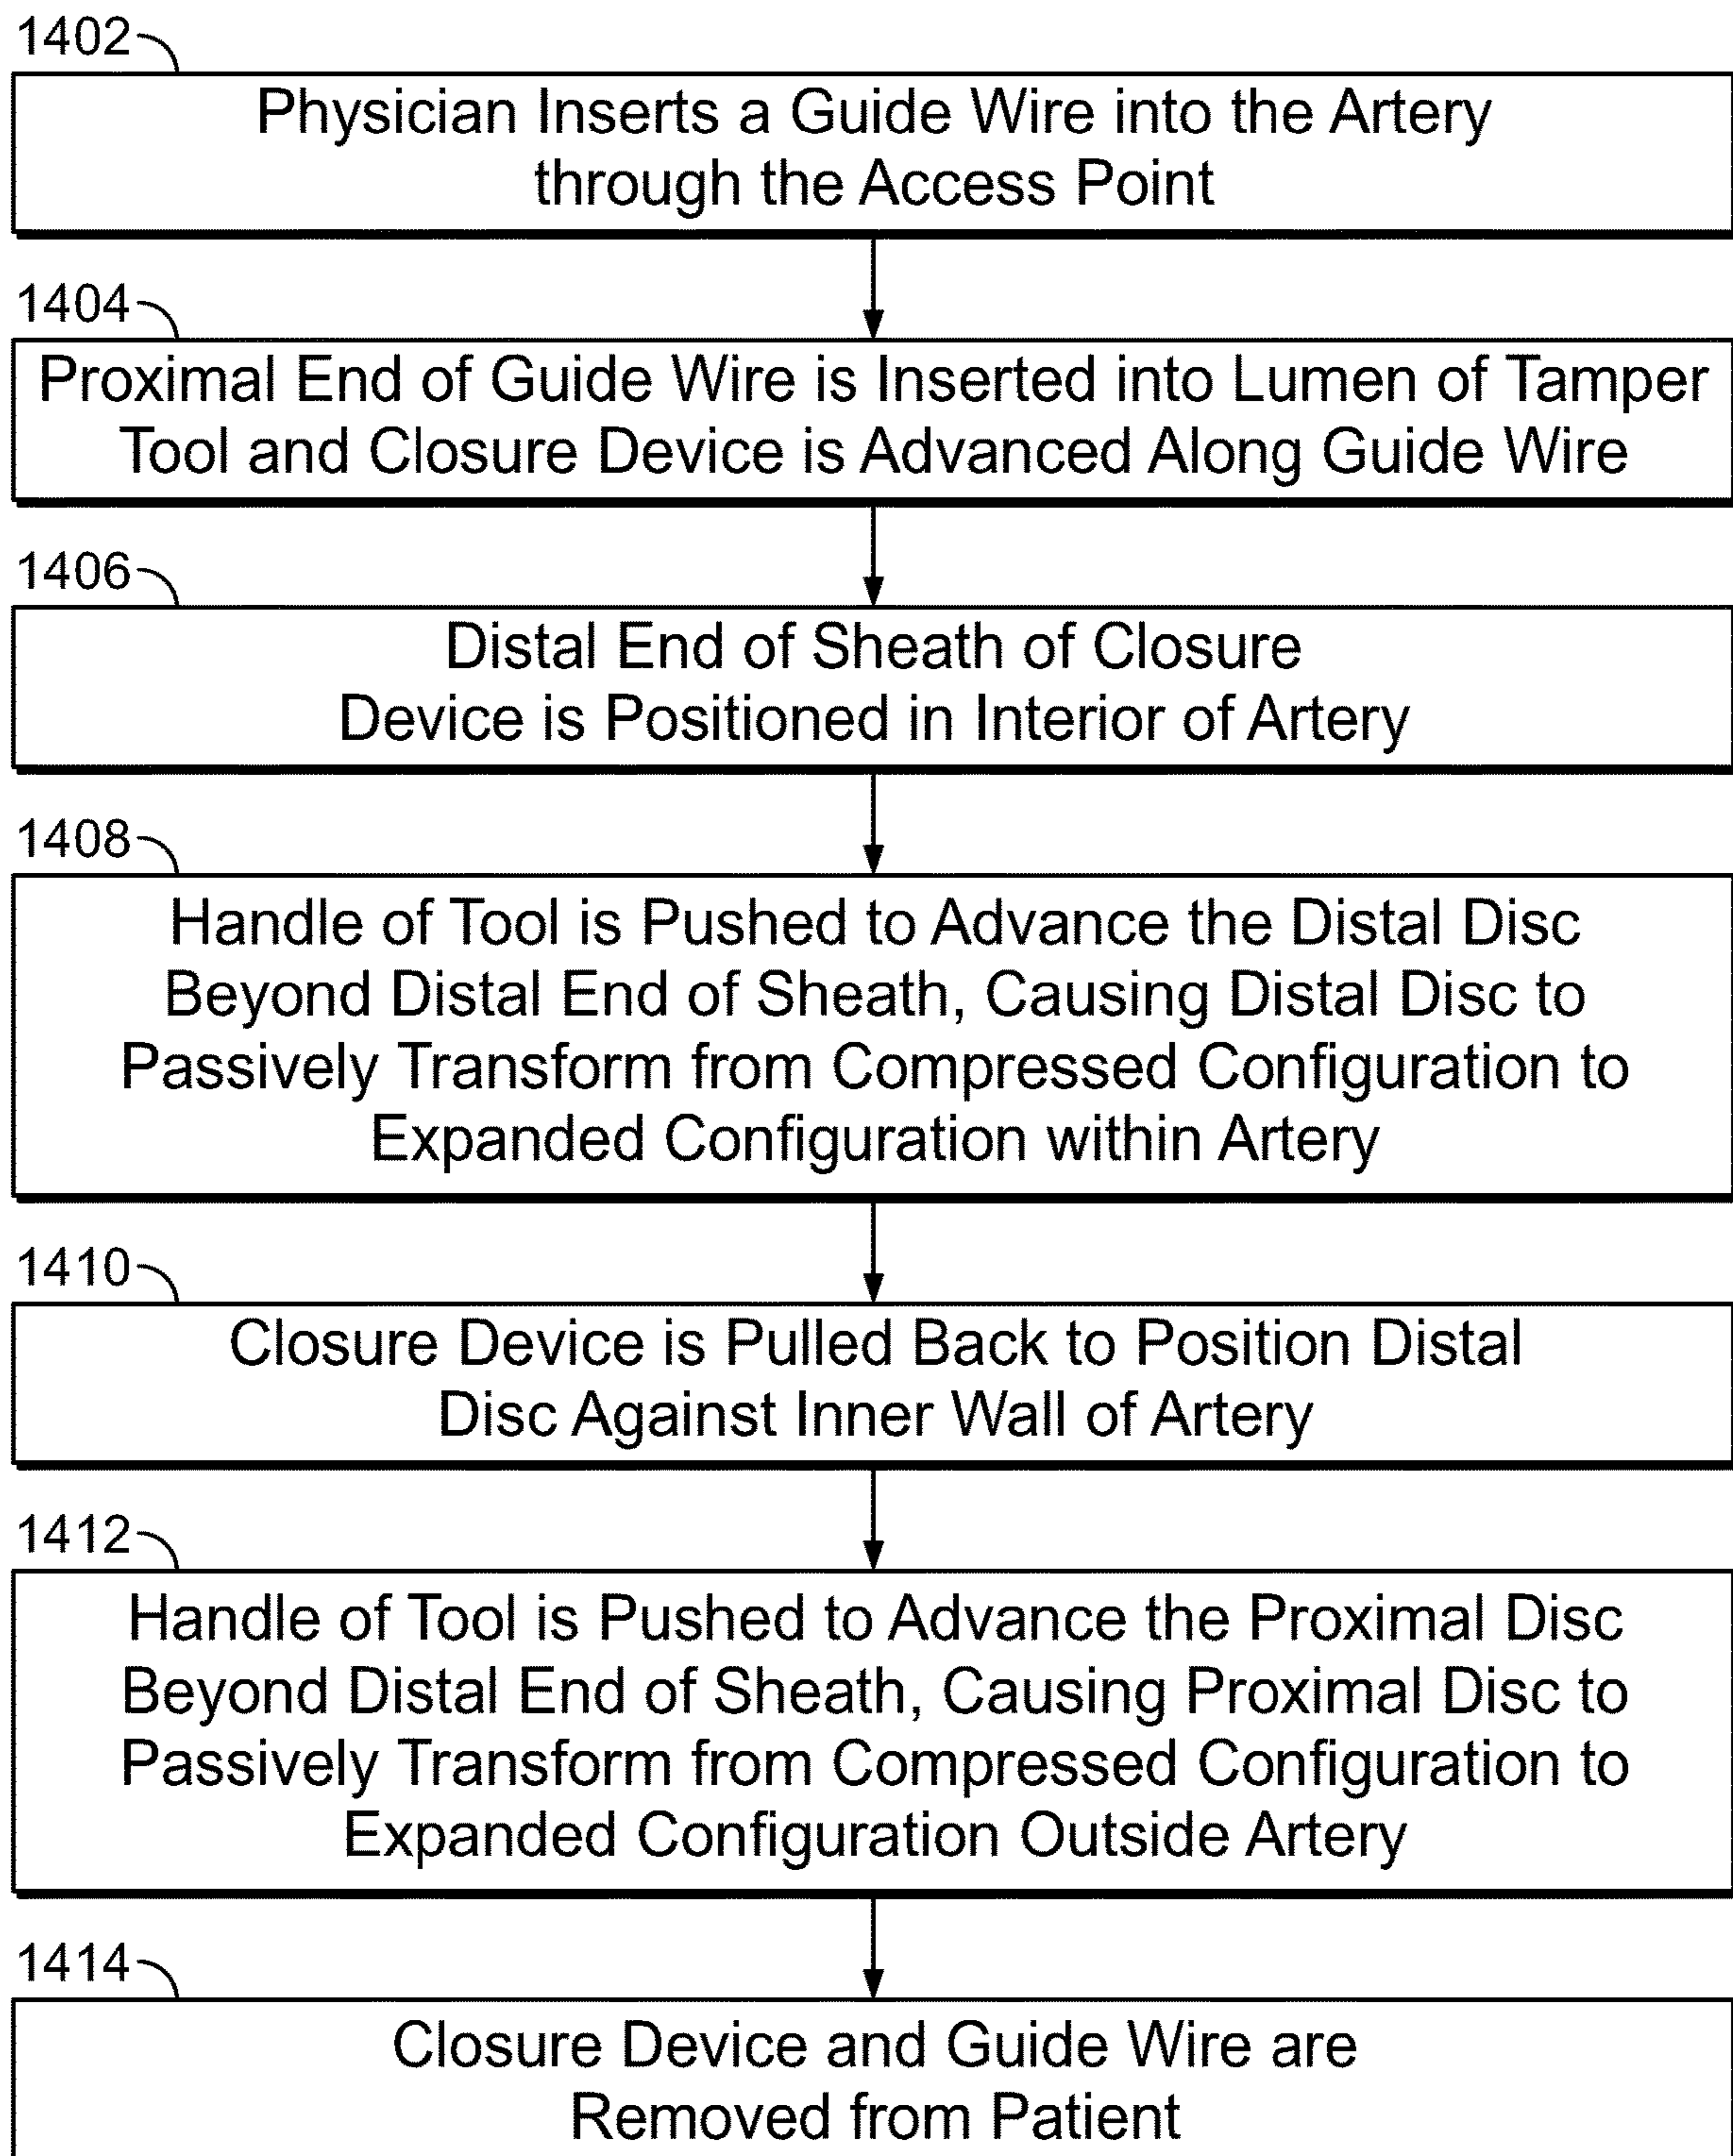 1402
Physician Inserts a Guide Wire into the Artery
through the Access Point
1404
Proximal End of Guide Wire is Inserted into Lumen of Tamper
Tool and Closure Device is Advanced Along Guide Wire
1406
Distal End of Sheath of Closure
Device is Positioned in Interior of Artery
1408
Handle of Tool is Pushed to Advance the Distal Disc
Beyond Distal End of Sheath, Causing Distal Disc to
Passively Transform from Compressed Configuration to
Expanded Configuration within Artery
1410
Closure Device is Pulled Back to Position Distal
Disc Against Inner Wall of Artery
1412
Handle of Tool is Pushed to Advance the Proximal Disc
Beyond Distal End of Sheath, Causing Proximal Disc to
Passively Transform from Compressed Configuration to
Expanded Configuration Outside Artery
1414
Closure Device and Guide Wire are
Removed from Patient